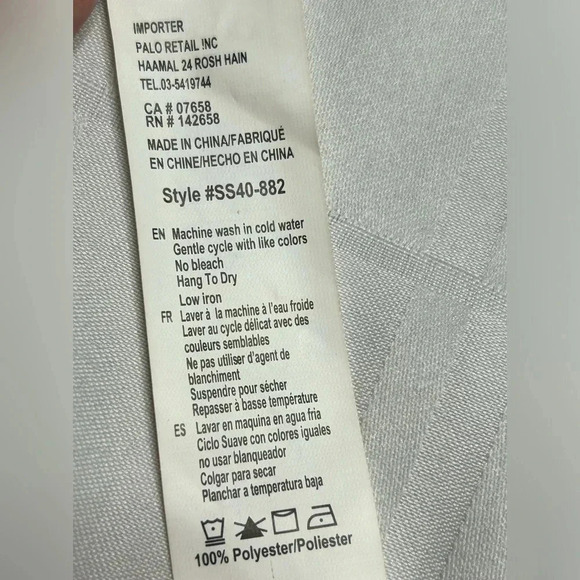 IMPORTER
PALO RETAIL INC
HAAMAL 24 ROSH HAIN
TEL.03-5419744
CA # 07658
RN # 142658
MADE IN CHINA/FABRIQUÉ
EN CHINE/HECHO EN CHINA
Style #SS40-882
EN Machine wash in cold water
Gentle cycle with like colors
No bleach
Hang To Dry
Low iron
FR Laver à la machine à l'eau froide
Laver au cycle délicat avec des
couleurs semblables
Ne pas utiliser d'agent de
blanchiment
Suspendre pour sécher
Repasser à basse température
ES Lavar en maquina en agua fria
Ciclo Suave con colores iguales
no usar blanqueador
Colgar para secar
Planchar a temperatura baja
100% Polyester/Poliester